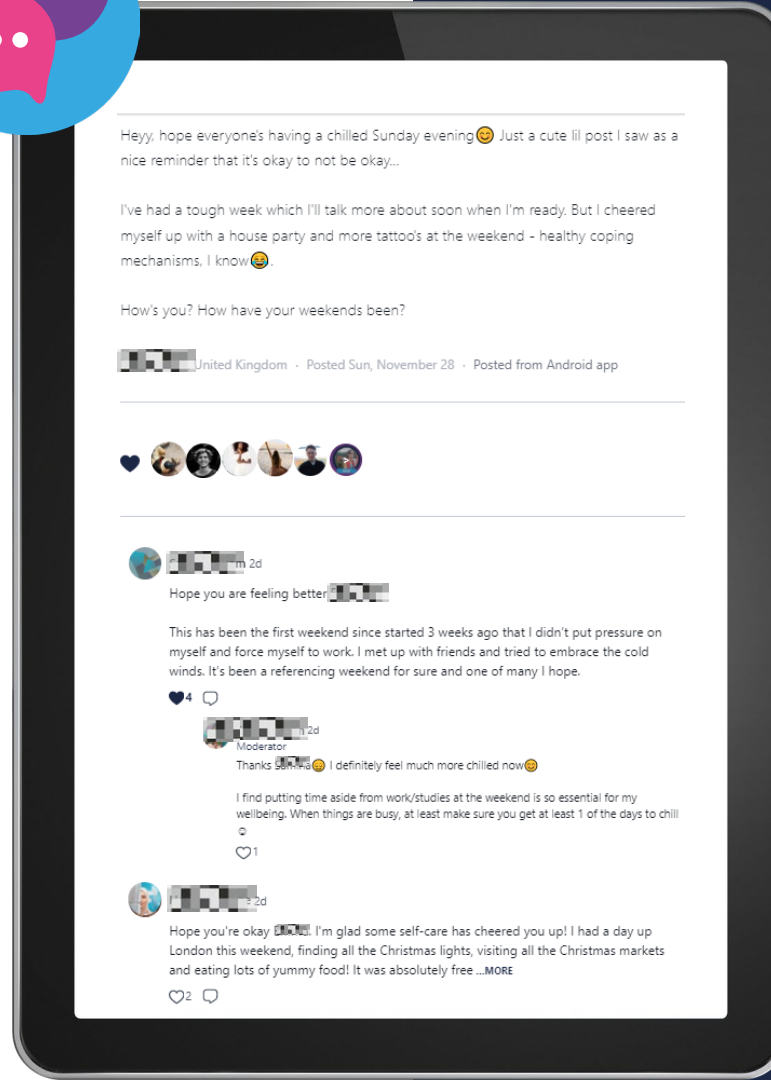 Heyy, hope everyone's having a chilled Sunday evening😊 Just a cute lil post I saw as a
nice reminder that it's okay to not be okay...
I've had a tough week which I'll talk more about soon when I'm ready. But I cheered
myself up with a house party and more tattoo's at the weekend - healthy coping
mechanisms, I know😂.
How's you? How have your weekends been?
United Kingdom · Posted Sun, November 28 · Posted from Android app
2d
Hope you are feeling better
This has been the first weekend since started 3 weeks ago that I didn't put pressure on
myself and force myself to work. I met up with friends and tried to embrace the cold
winds. It's been a referencing weekend for sure and one of many I hope.
4
2d
Moderator
Thanks 😊 I definitely feel much more chilled now😊
I find putting time aside from work/studies at the weekend is so essential for my
wellbeing. When things are busy, at least make sure you get at least 1 of the days to chill
☺
1
2d
Hope you're okay . I'm glad some self-care has cheered you up! I had a day up
London this weekend, finding all the Christmas lights, visiting all the Christmas markets
and eating lots of yummy food! It was absolutely free ...MORE
2